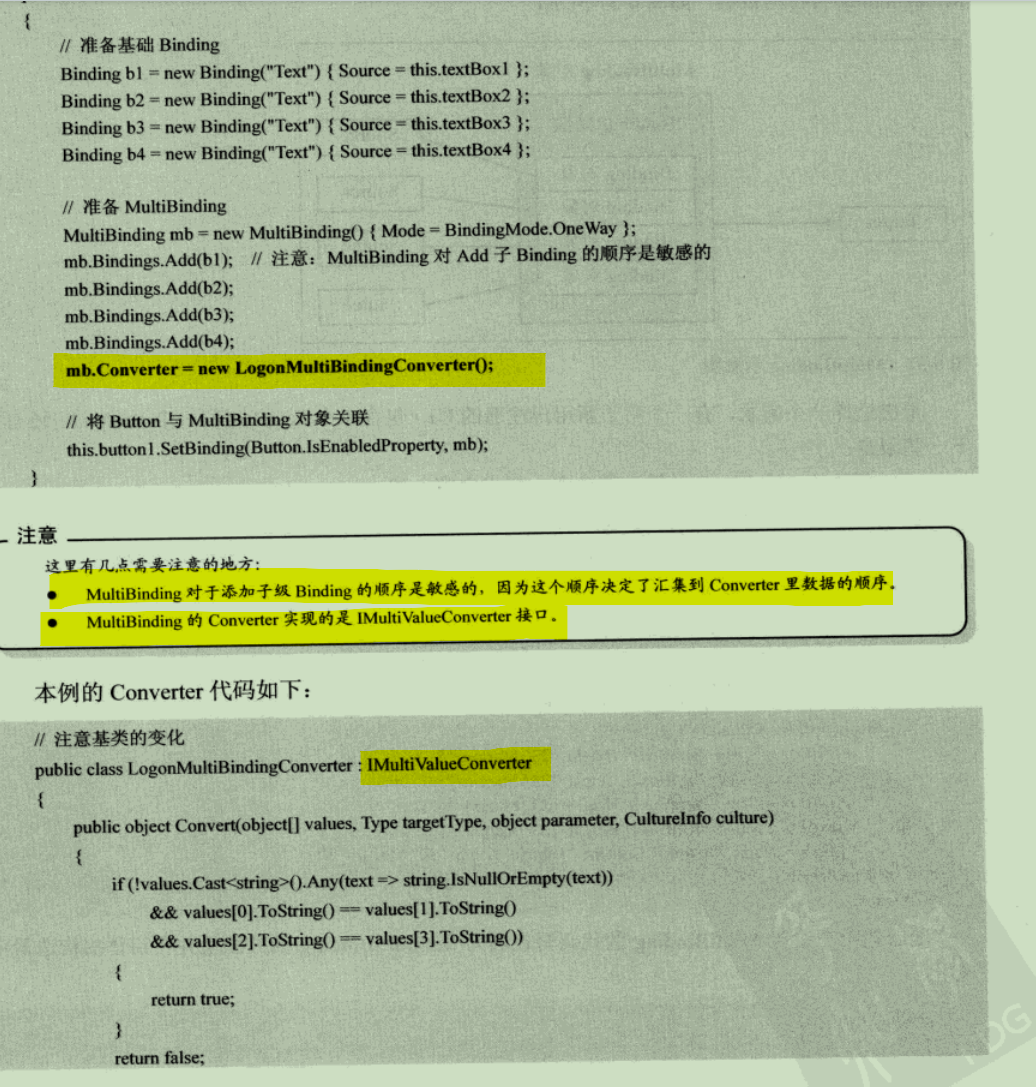 {
// 准备基础 Binding
Binding b1 = new Binding("Text") { Source = this.textBox1 };
Binding b2 = new Binding("Text") { Source = this.textBox2 };
Binding b3 = new Binding("Text") { Source = this.textBox3 };
Binding b4 = new Binding("Text") { Source = this.textBox4 };
// 准备 MultiBinding
MultiBinding mb = new MultiBinding() { Mode = BindingMode.OneWay };
mb.Bindings.Add(b1); // 注意：MultiBinding 对 Add 子 Binding 的顺序是敏感的
mb.Bindings.Add(b2);
mb.Bindings.Add(b3);
mb.Bindings.Add(b4);
mb.Converter = new LogonMultiBindingConverter();
// 将 Button 与 MultiBinding 对象关联
this.button1.SetBinding(Button.IsEnabledProperty, mb);
}
注意
这里有几点需要注意的地方：
● MultiBinding 对于添加子级 Binding 的顺序是敏感的，因为这个顺序决定了汇集到 Converter 里数据的顺序。
● MultiBinding 的 Converter 实现的是 IMultiValueConverter 接口。
本例的 Converter 代码如下：
// 注意基类的变化
public class LogonMultiBindingConverter : IMultiValueConverter
{
public object Convert(object[] values, Type targetType, object parameter, CultureInfo culture)
{
if (!values.Cast<string>().Any(text => string.IsNullOrEmpty(text))
&& values[0].ToString() == values[1].ToString()
&& values[2].ToString() == values[3].ToString())
{
return true;
}
return false;